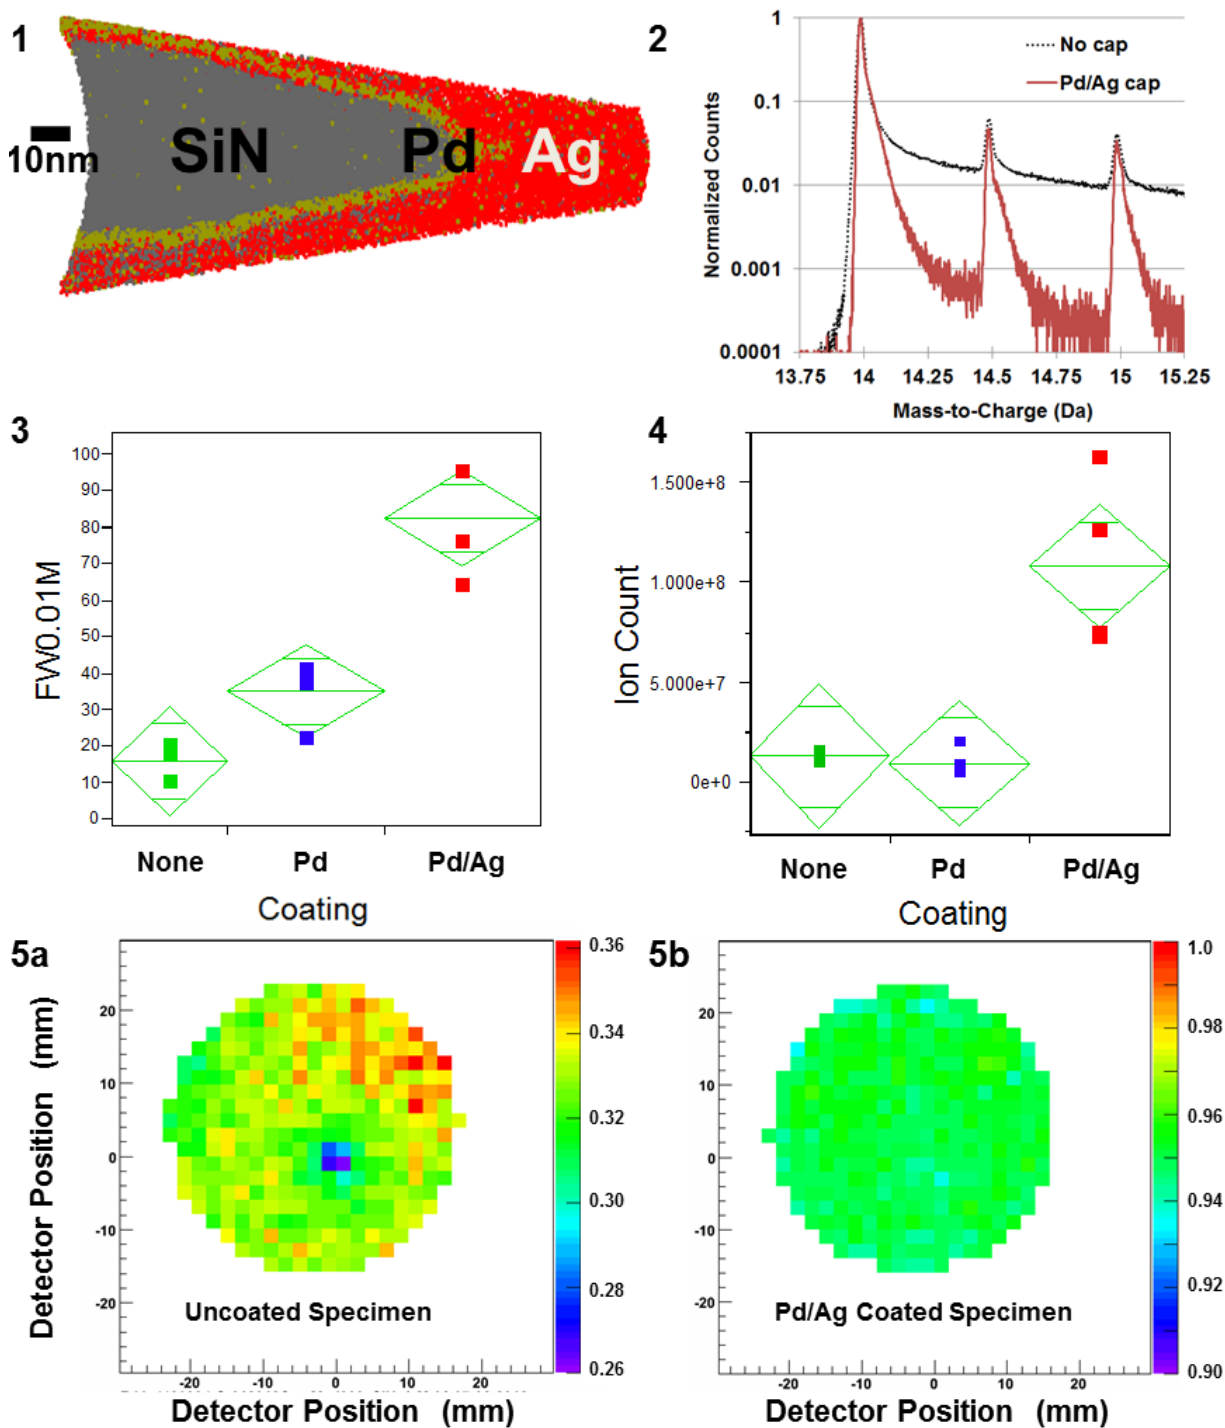 1
SiN Pd Ag
10nm
2
No cap
Pd/Ag cap
Normalized Counts
1
0.1
0.01
0.001
0.0001
13.75 14 14.25 14.5 14.75 15 15.25
Mass-to-Charge (Da)
3
FW0.01M
100
90
80
70
60
50
40
30
20
10
0
None Pd Pd/Ag
Coating
4
Ion Count
1.500e+8
1.000e+8
5.000e+7
0e+0
None Pd Pd/Ag
Coating
5a
Detector Position (mm)
20
10
0
-10
-20
Uncoated Specimen
-20 -10 0 10 20
Detector Position (mm)
0.36
0.34
0.32
0.30
0.28
0.26
5b
20
10
0
-10
-20
Pd/Ag Coated Specimen
-20 -10 0 10 20
Detector Position (mm)
1.0
0.98
0.96
0.94
0.92
0.90